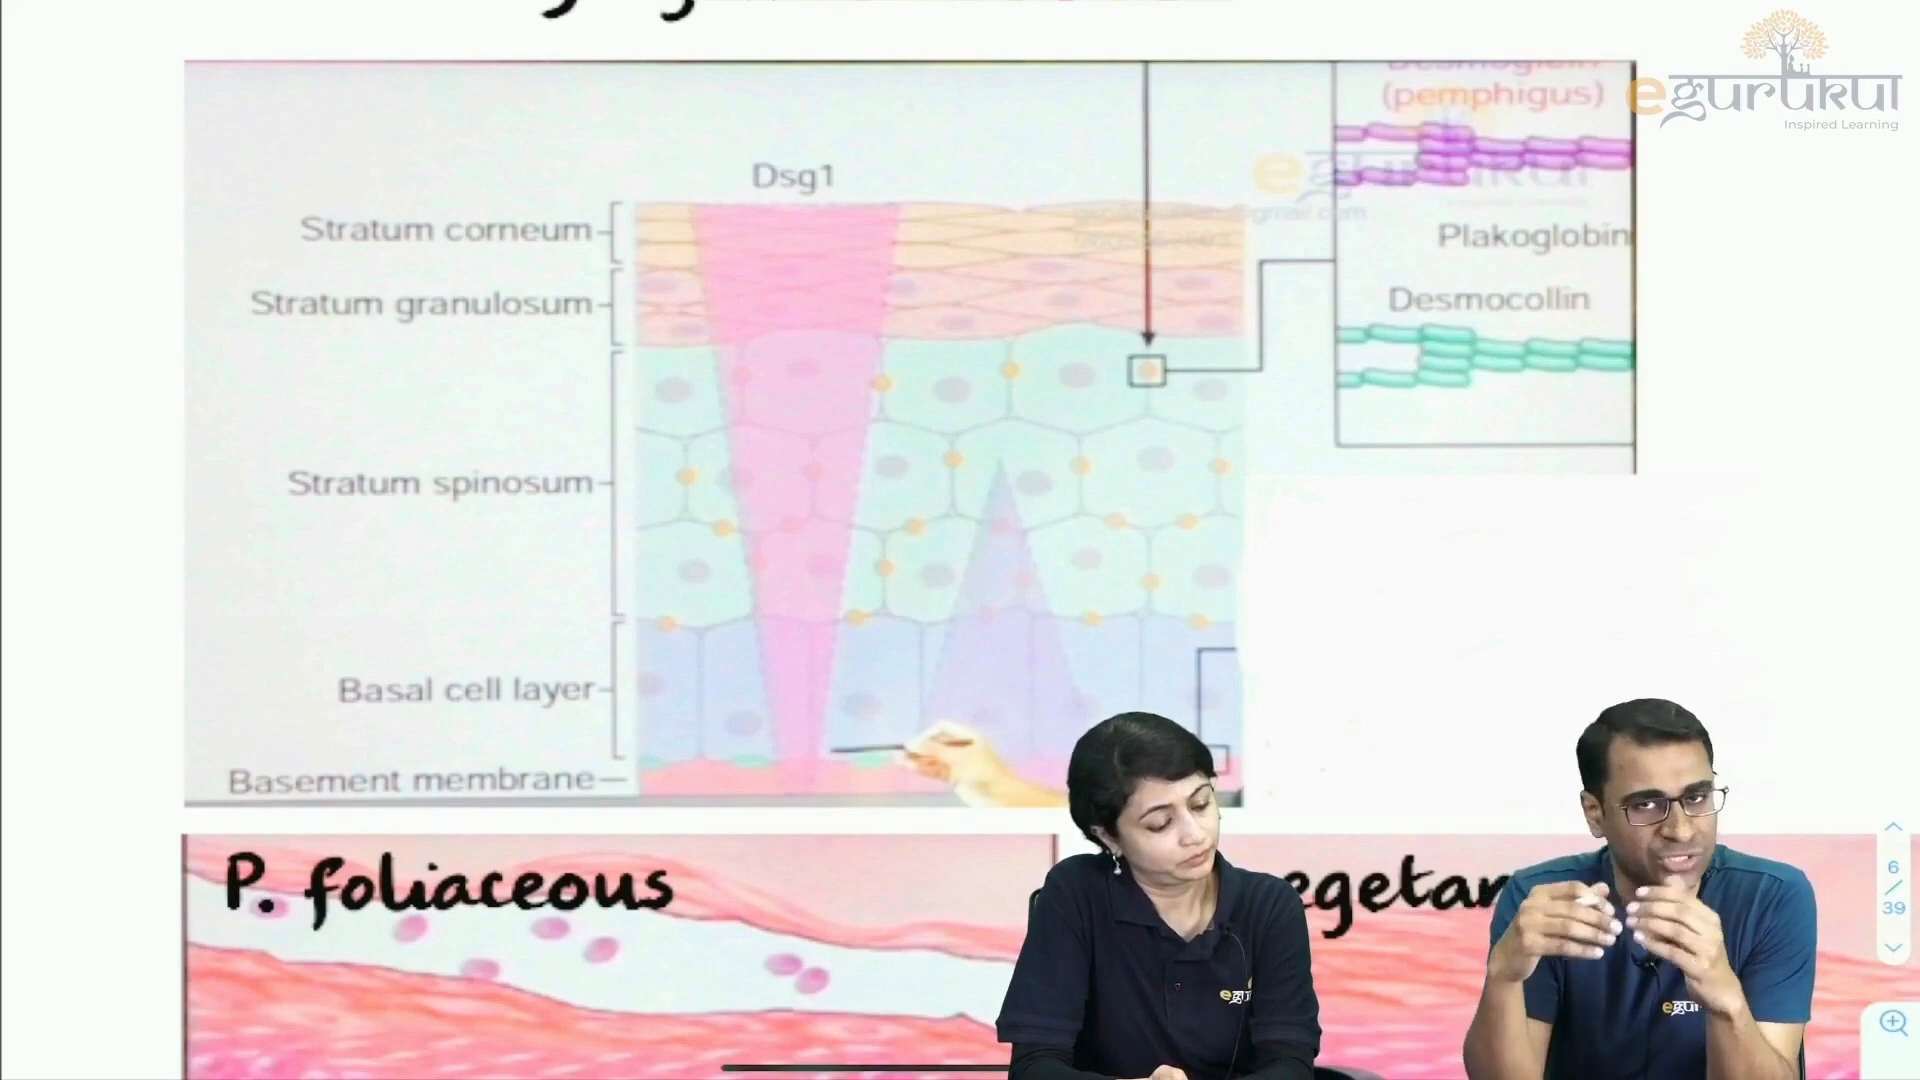 egurukul
Inspired Learning
(pemphigus)
Dsg1
Plakoglobin
Desmocollin
Stratum corneum
Stratum granulosum
Stratum spinosum
Basal cell layer
Basement membrane
P. foliaceous
6
/
39